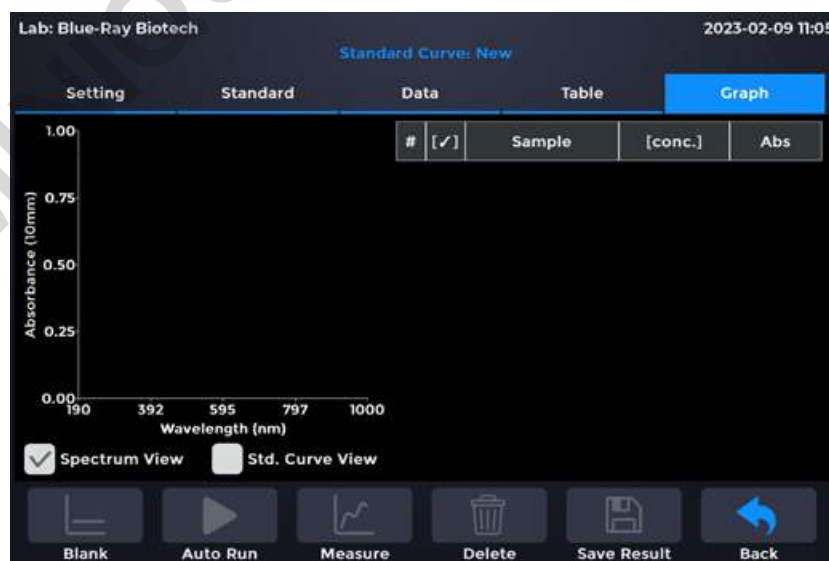 Lab: Blue-Ray Biotech 2023-02-09 11:05
Standard Curve: New
Setting Standard Data Table Graph
# [✓] Sample [conc.] Abs
Absorbance (10mm)
1.00
0.75
0.50
0.25
0.00
190 392 595 797 1000
Wavelength (nm)
Spectrum View Std. Curve View
Blank Auto Run Measure Delete Save Result Back